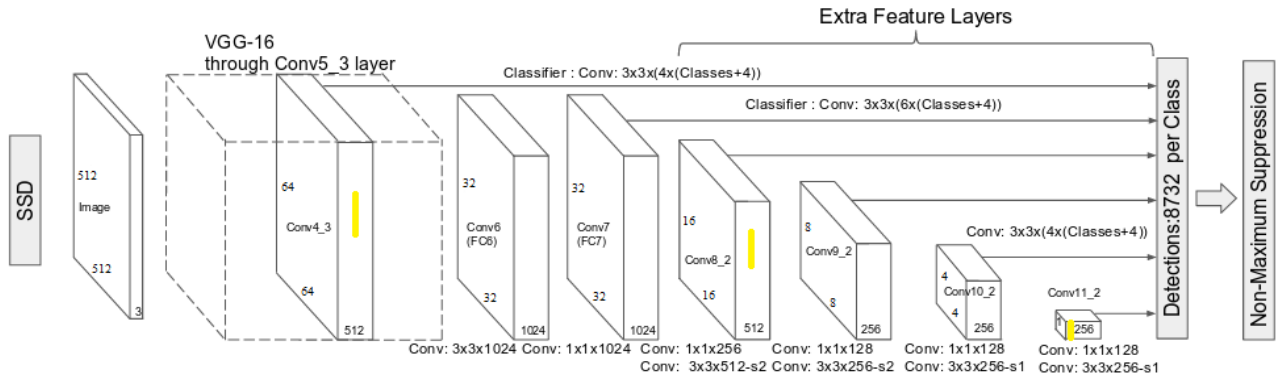 Extra Feature Layers
VGG-16
through Conv5_3 layer
Classifier : Conv: 3x3x(4x(Classes+4))
Classifier : Conv: 3x3x(6x(Classes+4))
SSD
512
Image
512
3
64
Conv4_3
64
512
32
Conv6
(FC6)
32
1024
32
Conv7
(FC7)
32
1024
16
Conv8_2
16
512
8
Conv9_2
8
256
Conv: 3x3x(4x(Classes+4))
4
Conv10_2
4
256
Conv11_2
1
256
Detections:8732 per Class
Non-Maximum Suppression
Conv: 3x3x1024
Conv: 1x1x1024
Conv: 1x1x256
Conv: 3x3x512-s2
Conv: 1x1x128
Conv: 3x3x256-s2
Conv: 1x1x128
Conv: 3x3x256-s1
Conv: 1x1x128
Conv: 3x3x256-s1